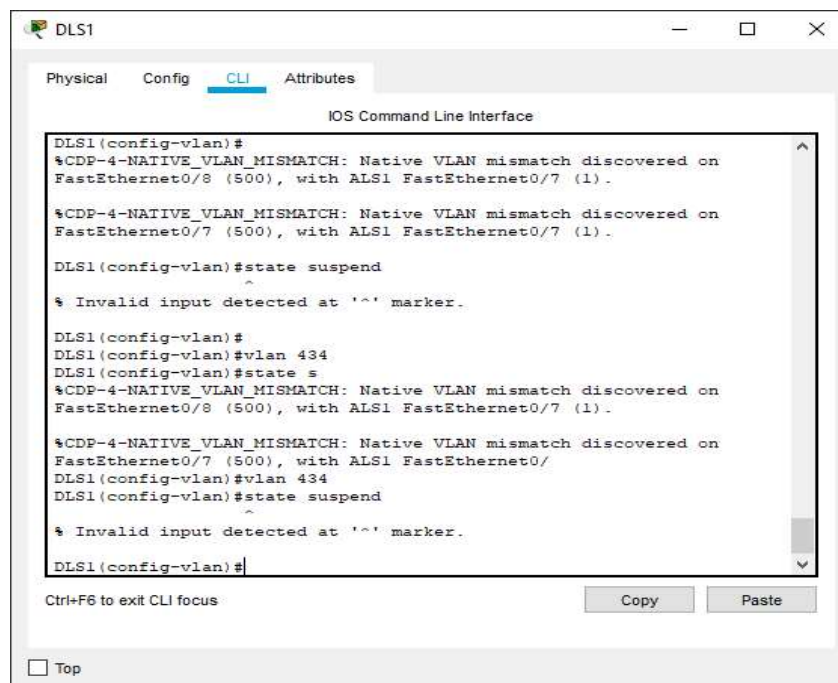 DLS1
Physical Config CLI Attributes
IOS Command Line Interface
DLS1(config-vlan)#
%CDP-4-NATIVE_VLAN_MISMATCH: Native VLAN mismatch discovered on
FastEthernet0/8 (500), with ALS1 FastEthernet0/7 (1).
%CDP-4-NATIVE_VLAN_MISMATCH: Native VLAN mismatch discovered on
FastEthernet0/7 (500), with ALS1 FastEthernet0/7 (1).
DLS1(config-vlan)#state suspend
^
% Invalid input detected at '^' marker.
DLS1(config-vlan)#
DLS1(config-vlan)#vlan 434
DLS1(config-vlan)#state s
%CDP-4-NATIVE_VLAN_MISMATCH: Native VLAN mismatch discovered on
FastEthernet0/8 (500), with ALS1 FastEthernet0/7 (1).
%CDP-4-NATIVE_VLAN_MISMATCH: Native VLAN mismatch discovered on
FastEthernet0/7 (500), with ALS1 FastEthernet0/
DLS1(config-vlan)#vlan 434
DLS1(config-vlan)#state suspend
^
% Invalid input detected at '^' marker.
DLS1(config-vlan)#
Ctrl+F6 to exit CLI focus
Copy Paste
Top